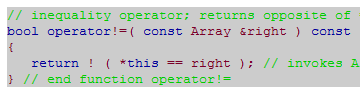 // inequality operator; returns opposite of
bool operator!=( const Array &right ) const
{
return ! ( *this == right ); // invokes A
} // end function operator!=